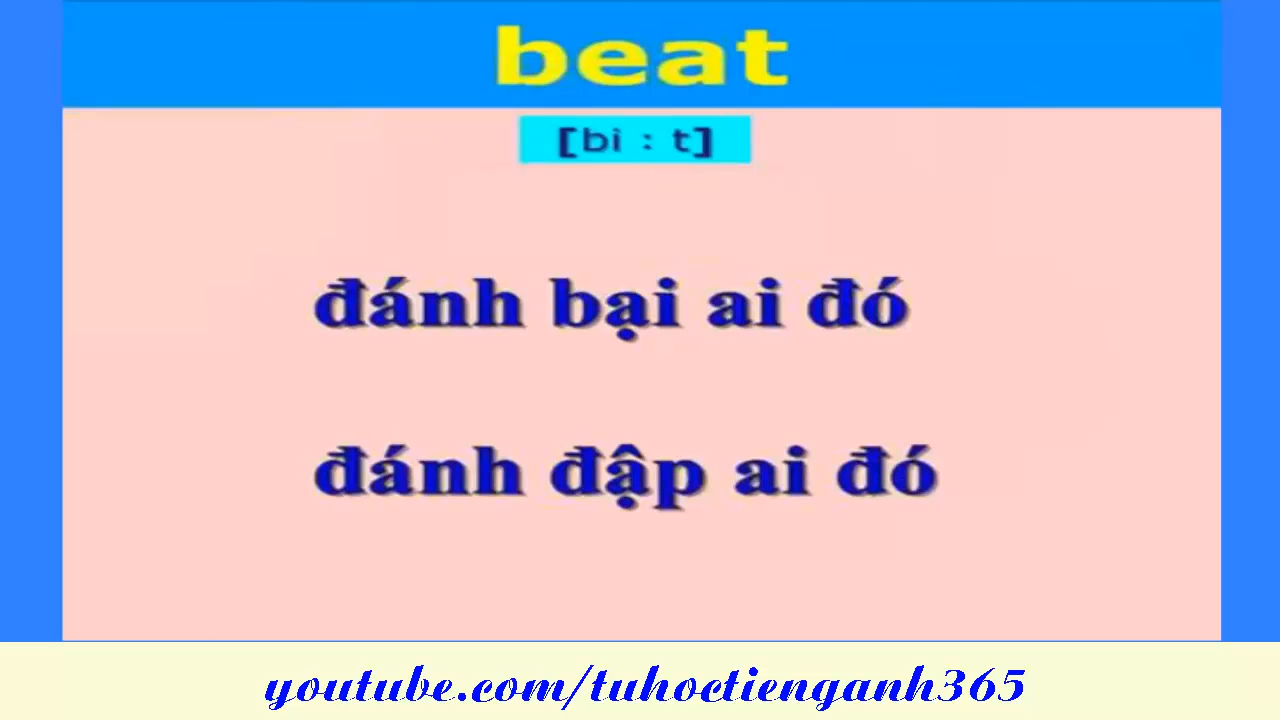 beat
[bi : t]
đánh bại ai đó
đánh đập ai đó
youtube.com/tuhoctienganh365